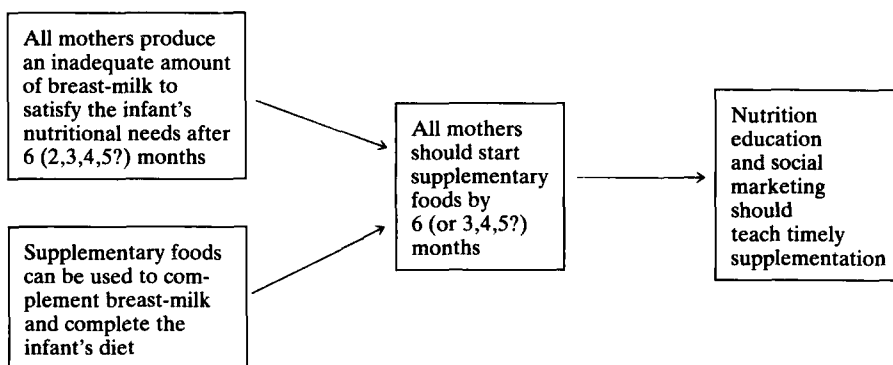 All mothers produce
an inadequate amount
of breast-milk to
satisfy the infant's
nutritional needs after
6 (2,3,4,5?) months
Supplementary foods
can be used to com-
plement breast-milk
and complete the
infant's diet
All mothers
should start
supplementary
foods by
6 (or 3,4,5?)
months
Nutrition
education
and social
marketing
should
teach timely
supplementation